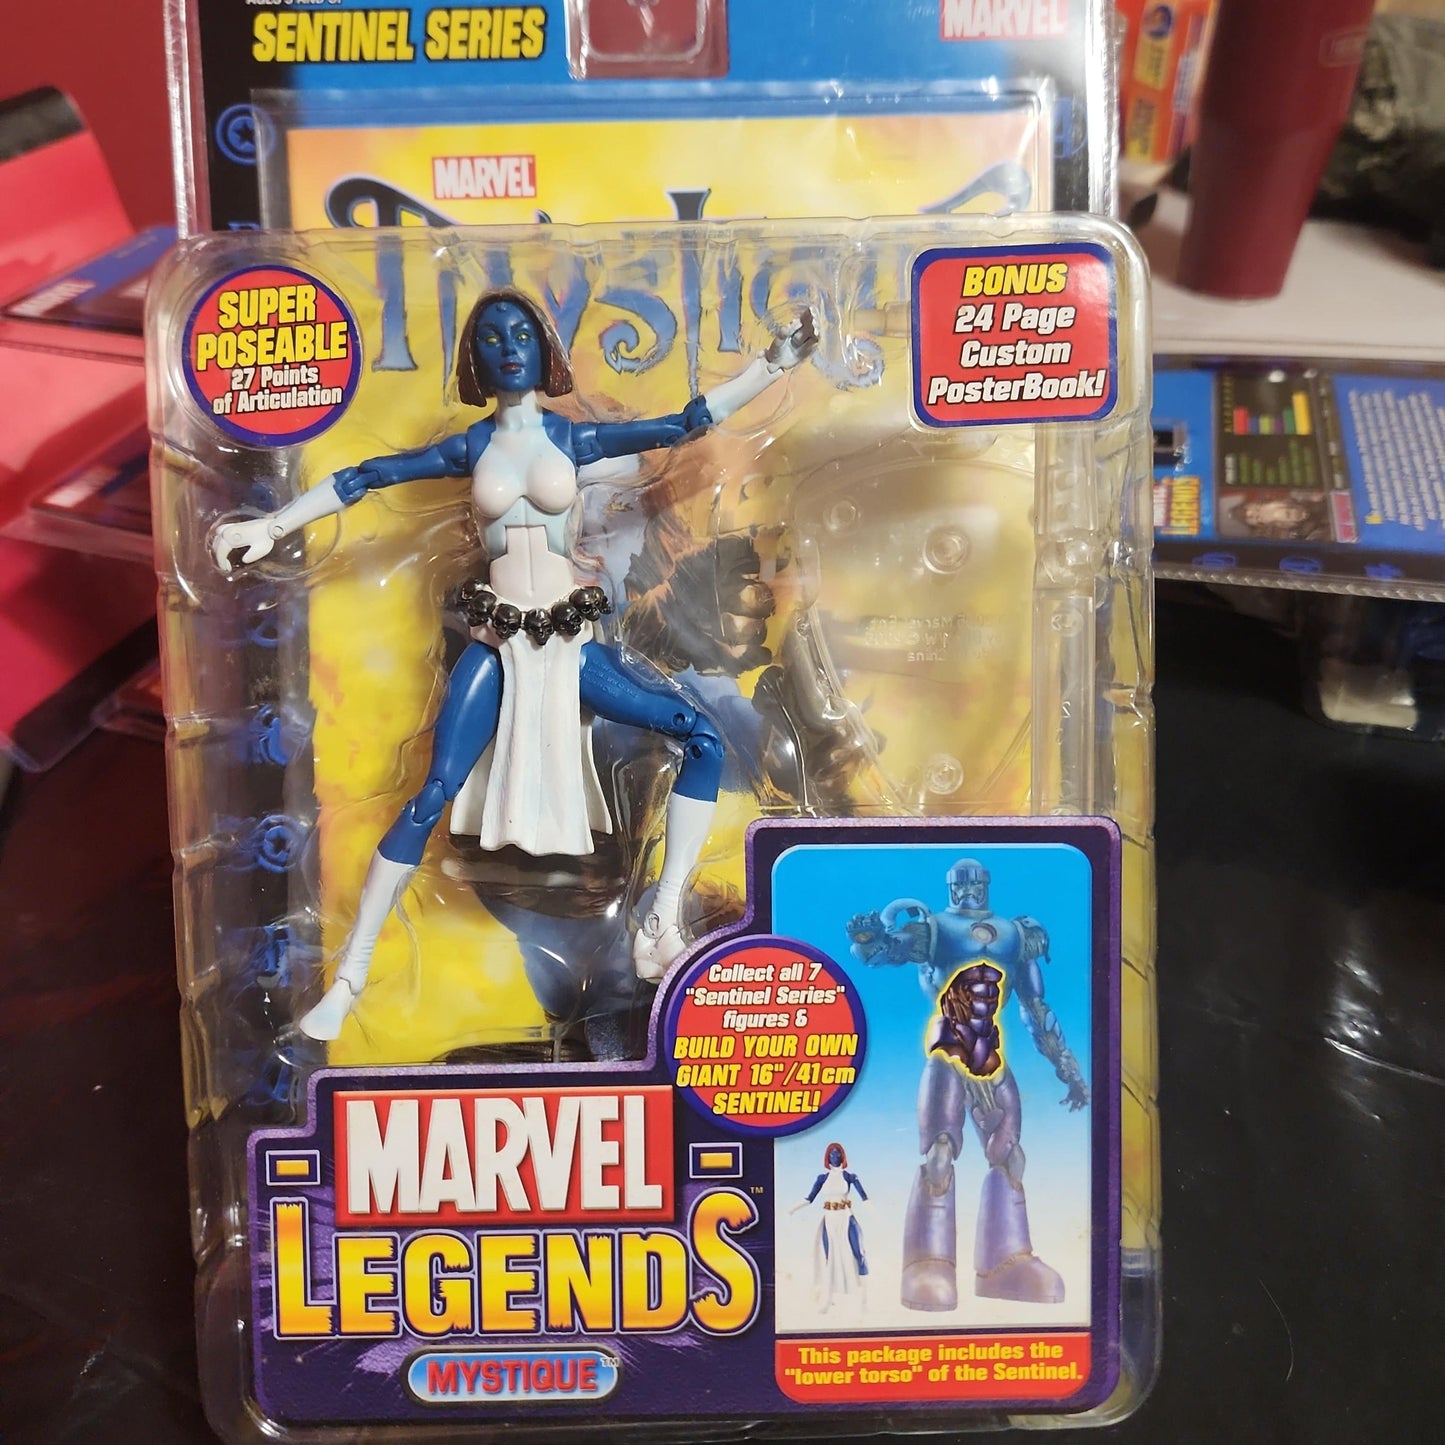 SENTINEL SERIES
MARVEL
MARVEL
Mystique
SUPER
POSEABLE
27 Points
of Articulation
BONUS
24 Page
Custom
PosterBook!
Collect all 7
"Sentinel Series"
figures &
BUILD YOUR OWN
GIANT 16"/41cm
SENTINEL!
MARVEL
LEGENDS™
MYSTIQUE™
This package includes the
"lower torso" of the Sentinel.
LEGENDS